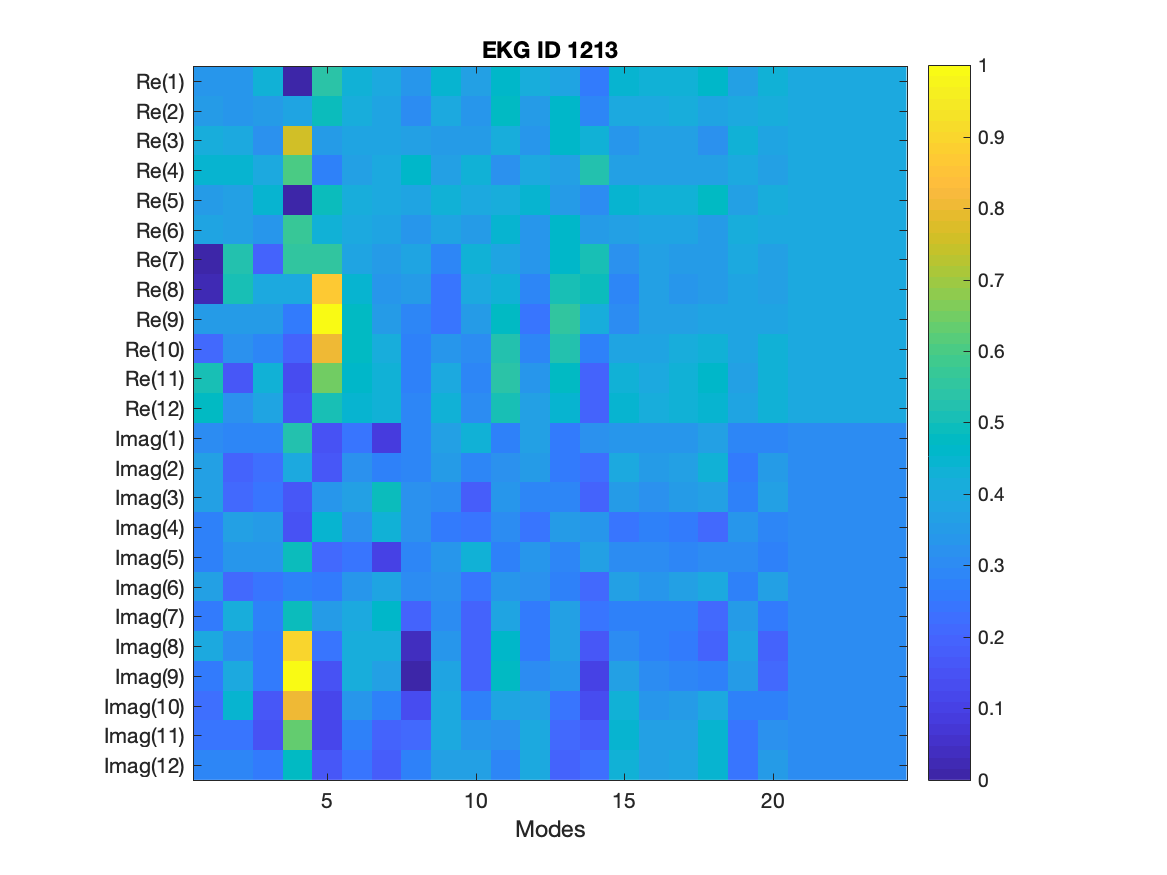 EKG ID 1213
Re(1)
Re(2)
Re(3)
Re(4)
Re(5)
Re(6)
Re(7)
Re(8)
Re(9)
Re(10)
Re(11)
Re(12)
Imag(1)
Imag(2)
Imag(3)
Imag(4)
Imag(5)
Imag(6)
Imag(7)
Imag(8)
Imag(9)
Imag(10)
Imag(11)
Imag(12)
5 10 15 20
Modes
1
0.9
0.8
0.7
0.6
0.5
0.4
0.3
0.2
0.1
0